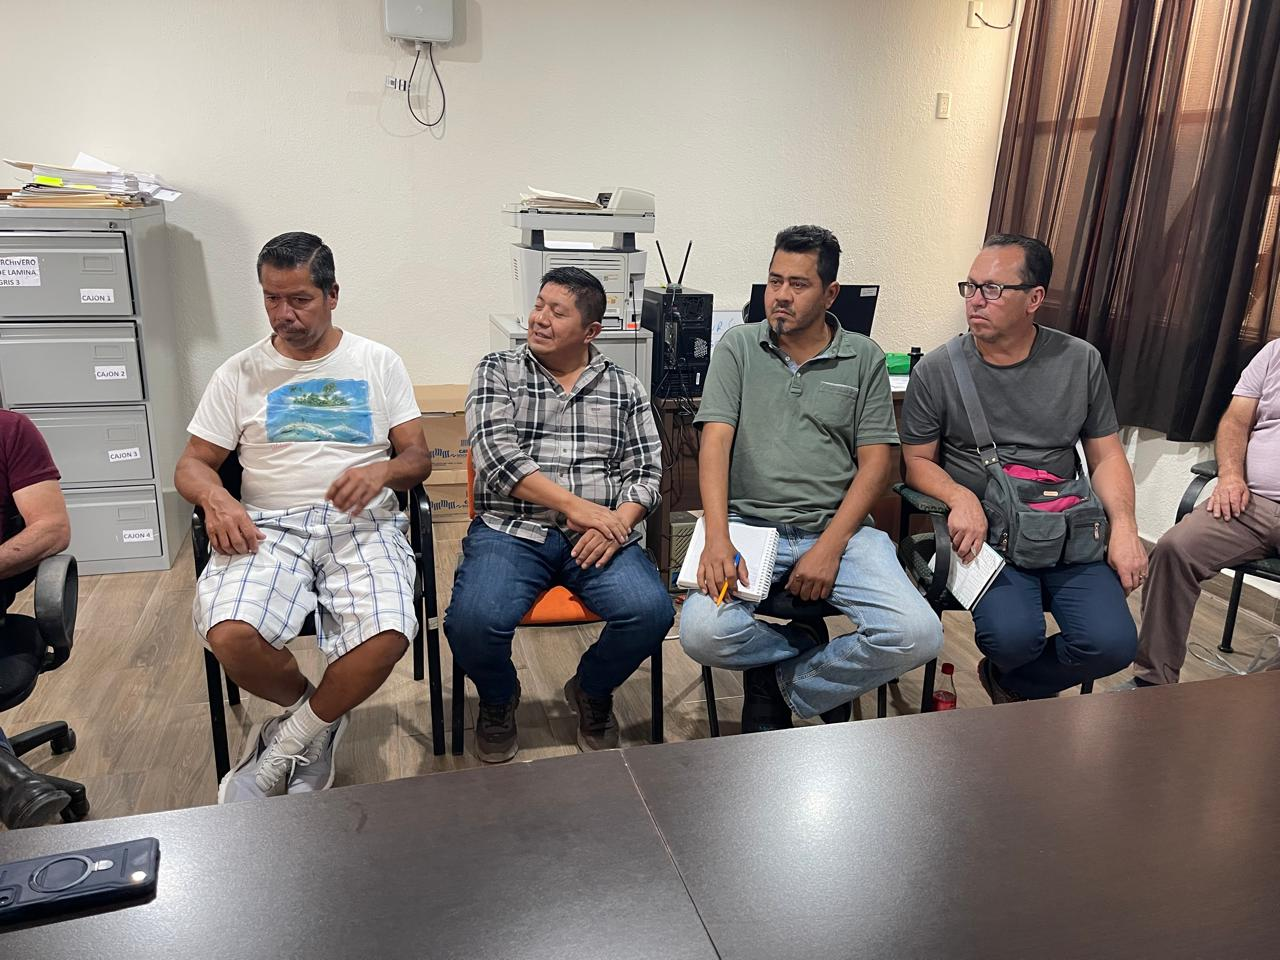 ARCHIVERO
DE LAMINA
GRIS 3
CAJON 1
CAJON 2
CAJON 3
CAJON 4